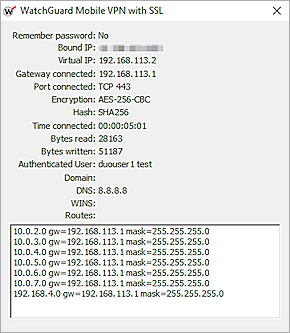 WatchGuard Mobile VPN with SSL
Remember password: No
Bound IP:
Virtual IP: 192.168.113.2
Gateway connected: 192.168.113.1
Port connected: TCP 443
Encryption: AES-256-CBC
Hash: SHA256
Time connected: 00:00:05:01
Bytes read: 28163
Bytes written: 51187
Authenticated User: duouser1 test
Domain:
DNS: 8.8.8.8
WINS:
Routes:
10.0.2.0 gw=192.168.113.1 mask=255.255.255.0
10.0.3.0 gw=192.168.113.1 mask=255.255.255.0
10.0.4.0 gw=192.168.113.1 mask=255.255.255.0
10.0.5.0 gw=192.168.113.1 mask=255.255.255.0
10.0.6.0 gw=192.168.113.1 mask=255.255.255.0
10.0.7.0 gw=192.168.113.1 mask=255.255.255.0
192.168.4.0 gw=192.168.113.1 mask=255.255.255.0